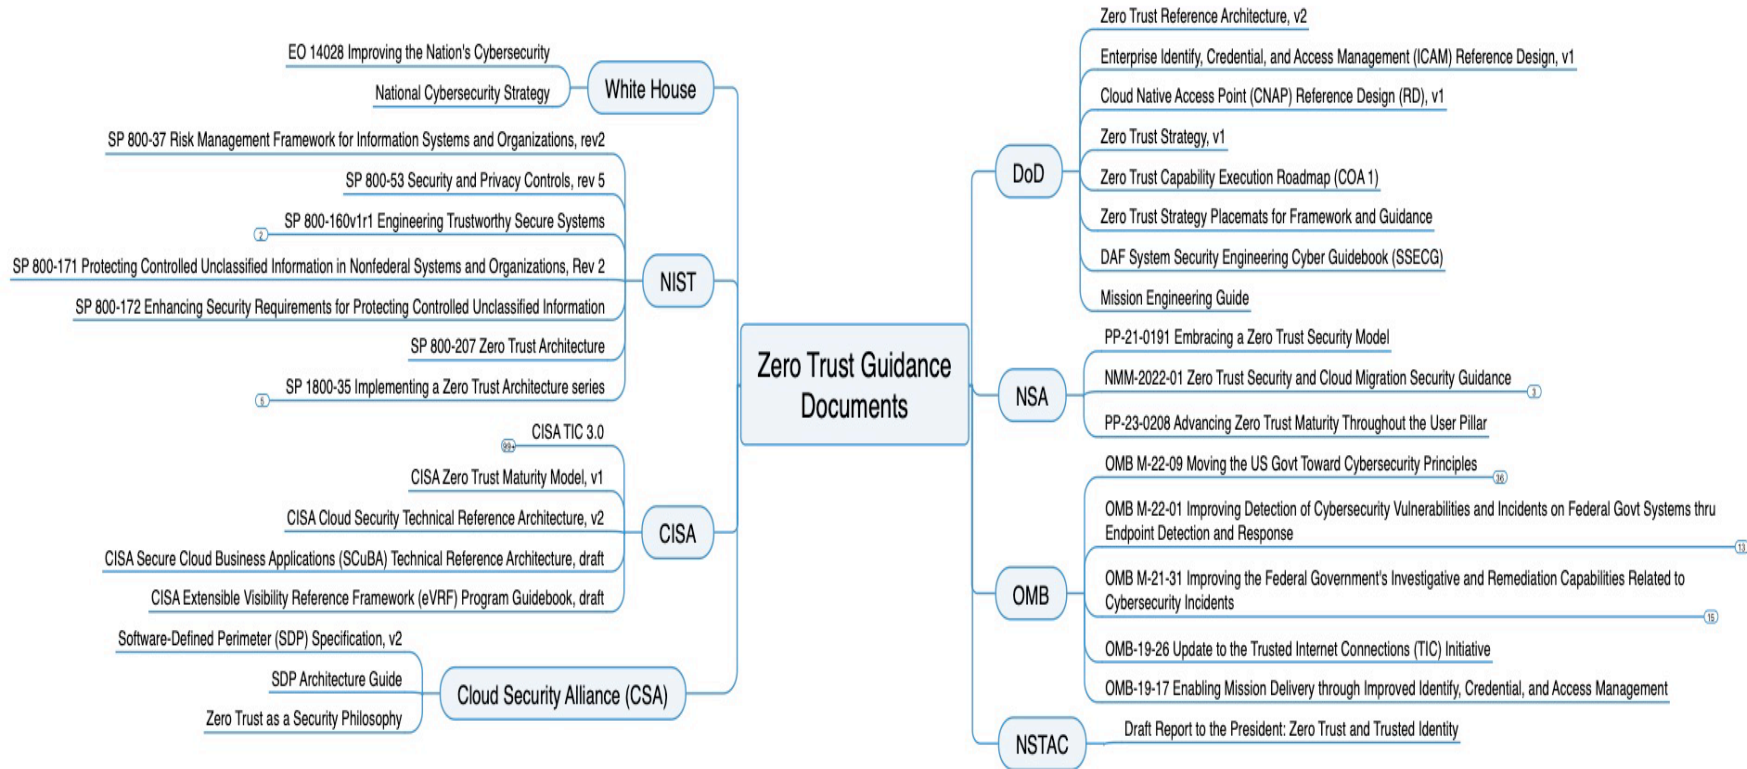 EO 14028 Improving the Nation's Cybersecurity
National Cybersecurity Strategy
White House
SP 800-37 Risk Management Framework for Information Systems and Organizations, rev2
SP 800-53 Security and Privacy Controls, rev 5
SP 800-160v1r1 Engineering Trustworthy Secure Systems
2
SP 800-171 Protecting Controlled Unclassified Information in Nonfederal Systems and Organizations, Rev 2
SP 800-172 Enhancing Security Requirements for Protecting Controlled Unclassified Information
SP 800-207 Zero Trust Architecture
SP 1800-35 Implementing a Zero Trust Architecture series
5
NIST
CISA TIC 3.0
99+
CISA Zero Trust Maturity Model, v1
CISA Cloud Security Technical Reference Architecture, v2
CISA Secure Cloud Business Applications (SCuBA) Technical Reference Architecture, draft
CISA Extensible Visibility Reference Framework (eVRF) Program Guidebook, draft
CISA
Software-Defined Perimeter (SDP) Specification, v2
SDP Architecture Guide
Zero Trust as a Security Philosophy
Cloud Security Alliance (CSA)
Zero Trust Guidance
Documents
DoD
Zero Trust Reference Architecture, v2
Enterprise Identify, Credential, and Access Management (ICAM) Reference Design, v1
Cloud Native Access Point (CNAP) Reference Design (RD), v1
Zero Trust Strategy, v1
Zero Trust Capability Execution Roadmap (COA 1)
Zero Trust Strategy Placemats for Framework and Guidance
DAF System Security Engineering Cyber Guidebook (SSECG)
Mission Engineering Guide
NSA
PP-21-0191 Embracing a Zero Trust Security Model
NMM-2022-01 Zero Trust Security and Cloud Migration Security Guidance
3
PP-23-0208 Advancing Zero Trust Maturity Throughout the User Pillar
OMB
OMB M-22-09 Moving the US Govt Toward Cybersecurity Principles
36
OMB M-22-01 Improving Detection of Cybersecurity Vulnerabilities and Incidents on Federal Govt Systems thru
Endpoint Detection and Response
13
OMB M-21-31 Improving the Federal Government's Investigative and Remediation Capabilities Related to
Cybersecurity Incidents
15
OMB-19-26 Update to the Trusted Internet Connections (TIC) Initiative
OMB-19-17 Enabling Mission Delivery through Improved Identify, Credential, and Access Management
NSTAC
Draft Report to the President: Zero Trust and Trusted Identity